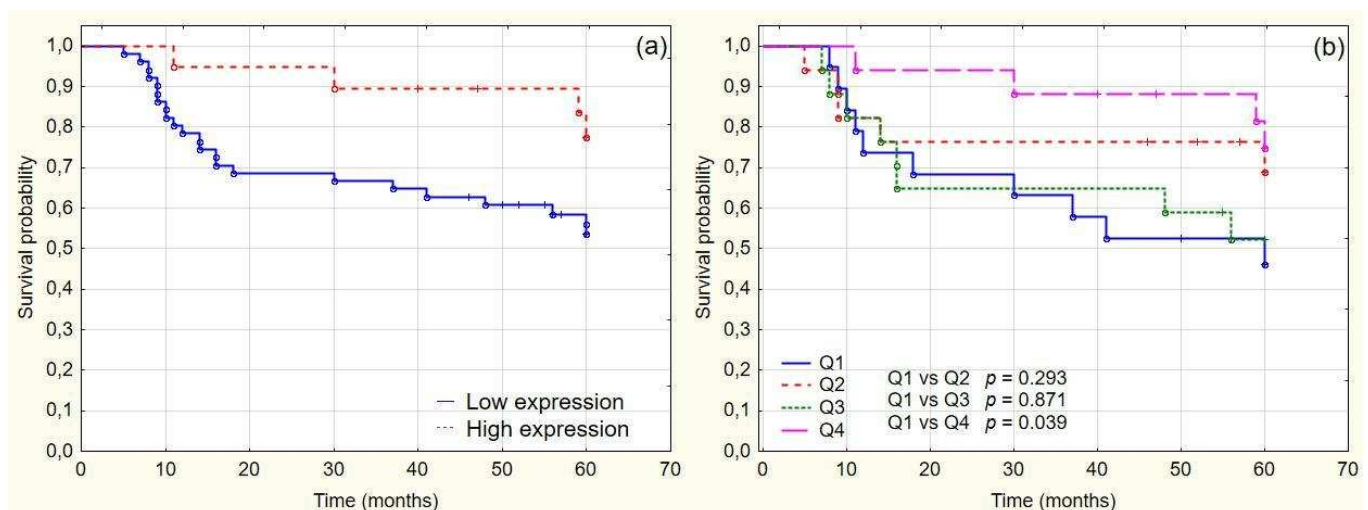 (a)
1,0
0,9
0,8
0,7
0,6
0,5
0,4
0,3
0,2
0,1
0,0
Survival probability
Low expression
High expression
0 10 20 30 40 50 60 70
Time (months)
(b)
1,0
0,9
0,8
0,7
0,6
0,5
0,4
0,3
0,2
0,1
0,0
Survival probability
Q1
Q2
Q3
Q4
Q1 vs Q2 p = 0.293
Q1 vs Q3 p = 0.871
Q1 vs Q4 p = 0.039
0 10 20 30 40 50 60 70
Time (months)